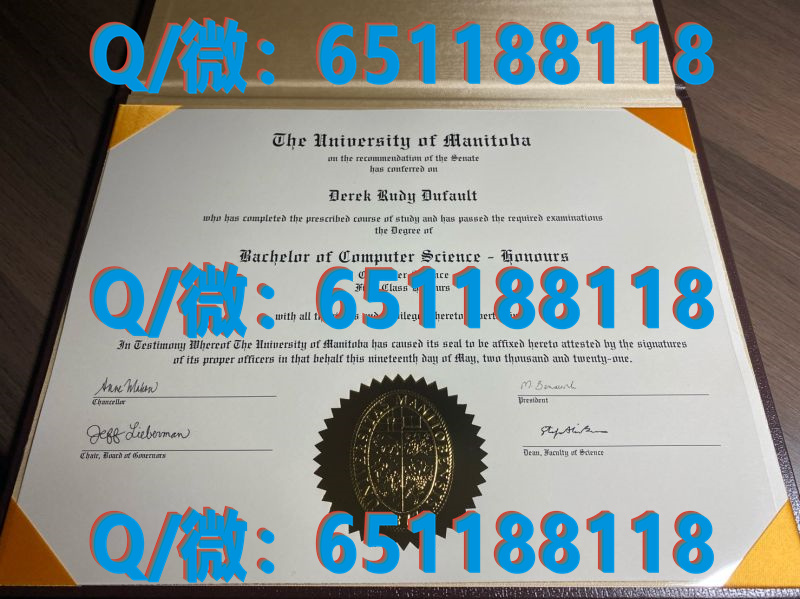 Q/微：651188118
The University of Manitoba
on the recommendation of the Senate
has conferred on
Derek Rudy Dufault
who has completed the prescribed course of study and has passed the required examinations
the Degree of
Bachelor of Computer Science - Honours
Q/微：651188118
with all
In Testimony Whereof The University of Manitoba has caused its seal to be affixed hereto attested by the signatures
of its proper officers in that behalf this nineteenth day of May, two thousand and twenty-one.
Chancellor
President
Jeff Lieberman
Chair, Board of Governors
Dean, Faculty of Science
MANITOB
Q/微：651188118